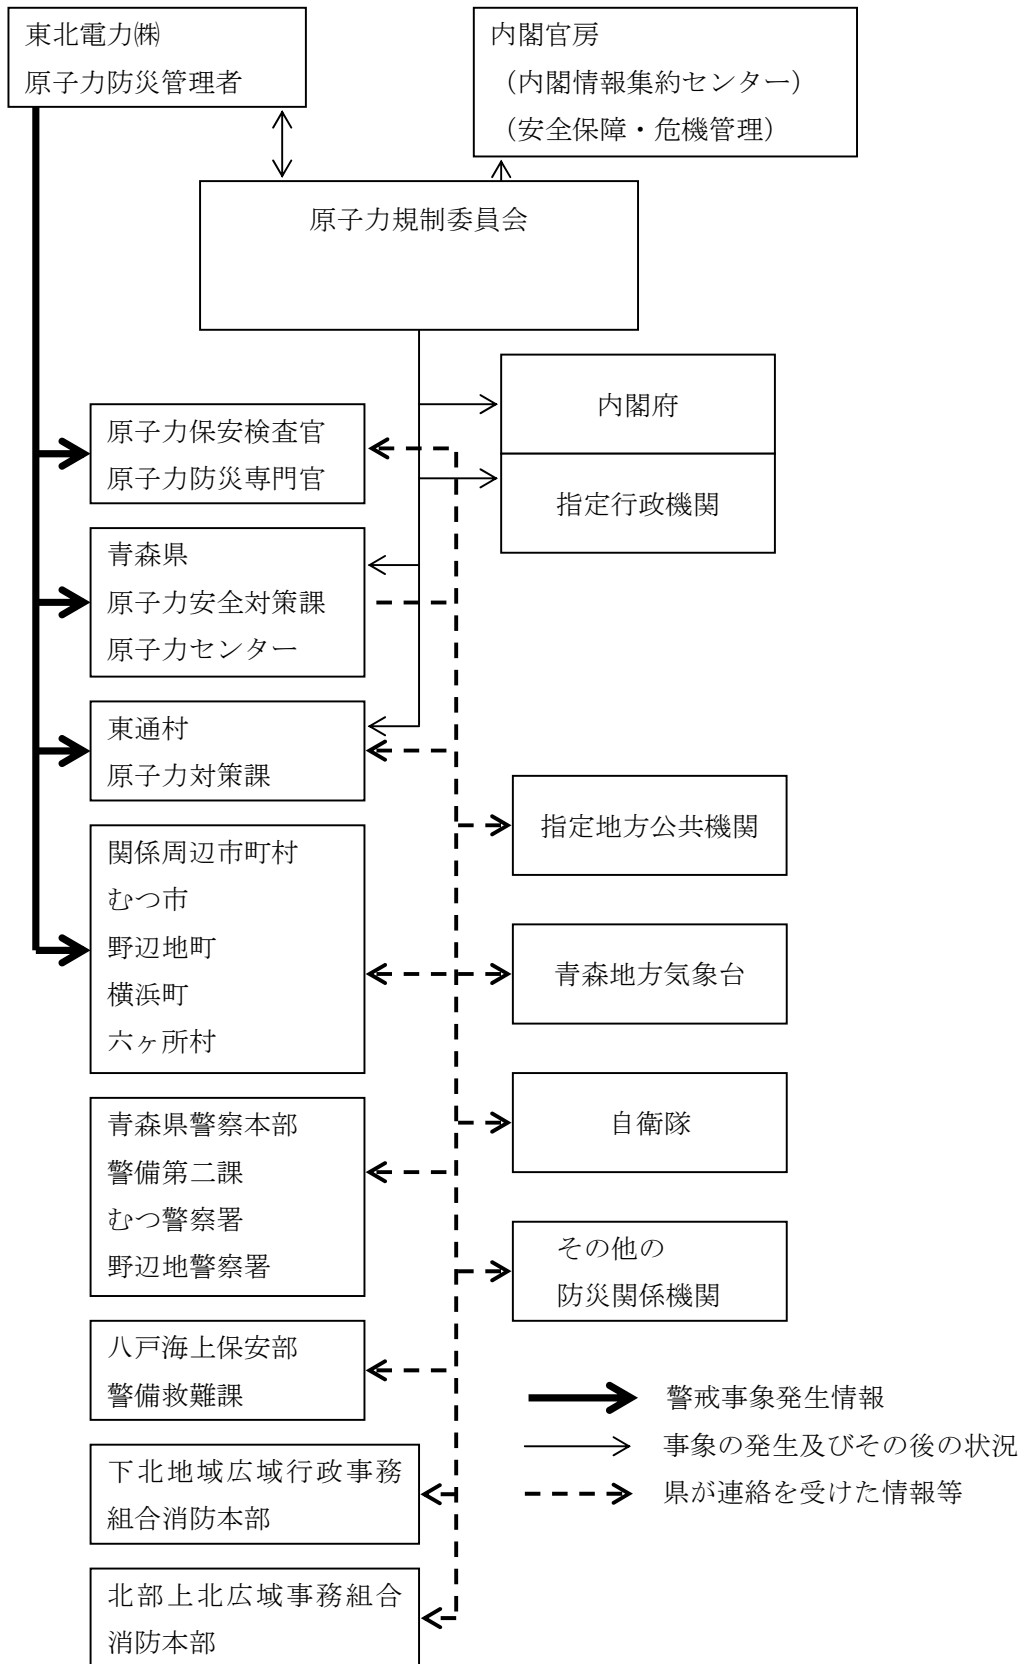 東北電力㈱
原子力防災管理者
内閣官房
（内閣情報集約センター）
（安全保障・危機管理）
原子力規制委員会
内閣府
原子力保安検査官
原子力防災専門官
指定行政機関
青森県
原子力安全対策課
原子力センター
東通村
原子力対策課
指定地方公共機関
関係周辺市町村
むつ市
野辺地町
横浜町
六ヶ所村
青森地方気象台
青森県警察本部
警備第二課
むつ警察署
野辺地警察署
自衛隊
その他の
防災関係機関
八戸海上保安部
警備救難課
下北地域広域行政事務
組合消防本部
北部上北広域事務組合
消防本部
警戒事象発生情報
事象の発生及びその後の状況
県が連絡を受けた情報等